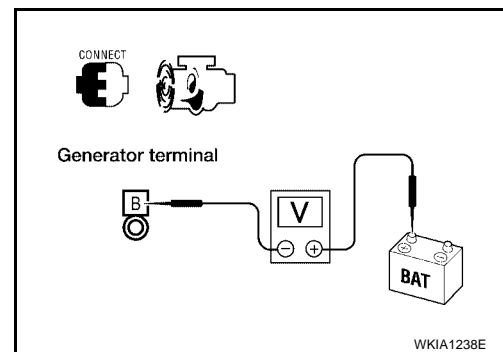 CONNECT
Generator terminal
B
V
BAT
WKIA1238E